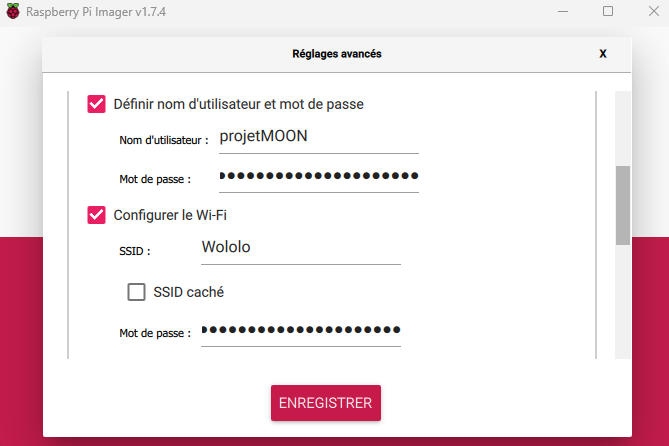 Raspberry Pi Imager v1.7.4
Réglages avancés
X
Définir nom d'utilisateur et mot de passe
Nom d'utilisateur : projetMOON
Mot de passe : ●●●●●●●●●●●●●●●●●●●●●
Configurer le Wi-Fi
SSID : Wololo
SSID caché
Mot de passe : ●●●●●●●●●●●●●●●●●●●●●
ENREGISTRER